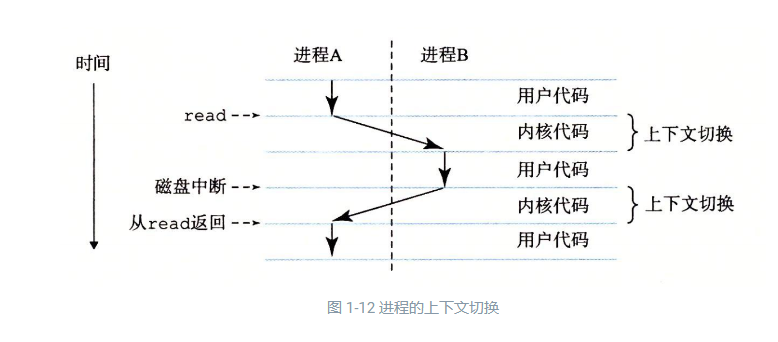 进程A 进程B
时间
用户代码
read
内核代码 上下文切换
用户代码
磁盘中断
内核代码 上下文切换
从read返回
用户代码
图 1-12 进程的上下文切换